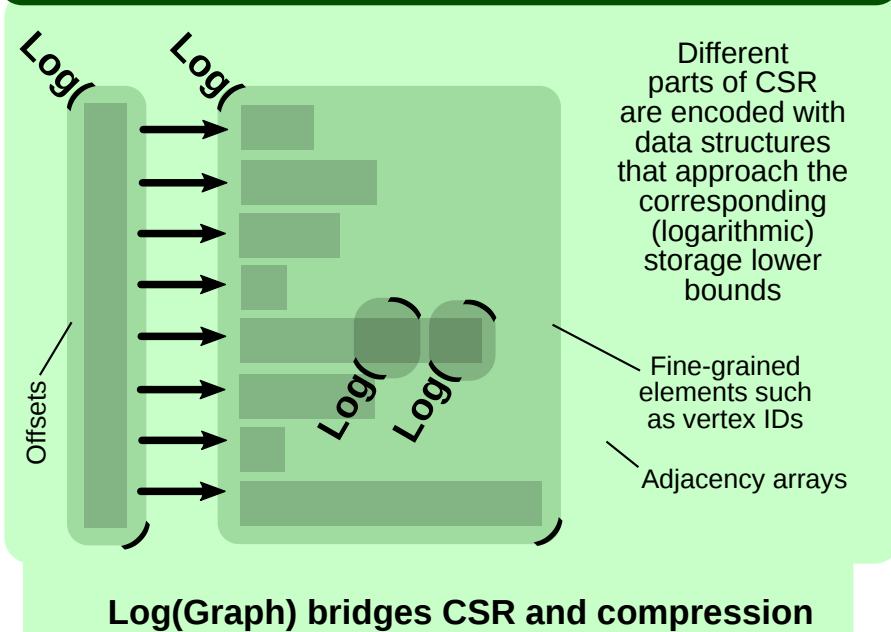 Log( )
Log( )
Different
parts of CSR
are encoded with
data structures
that approach the
corresponding
(logarithmic)
storage lower
bounds
Log( )
Log( )
Offsets
Fine-grained
elements such
as vertex IDs
Adjacency arrays
Log(Graph) bridges CSR and compression